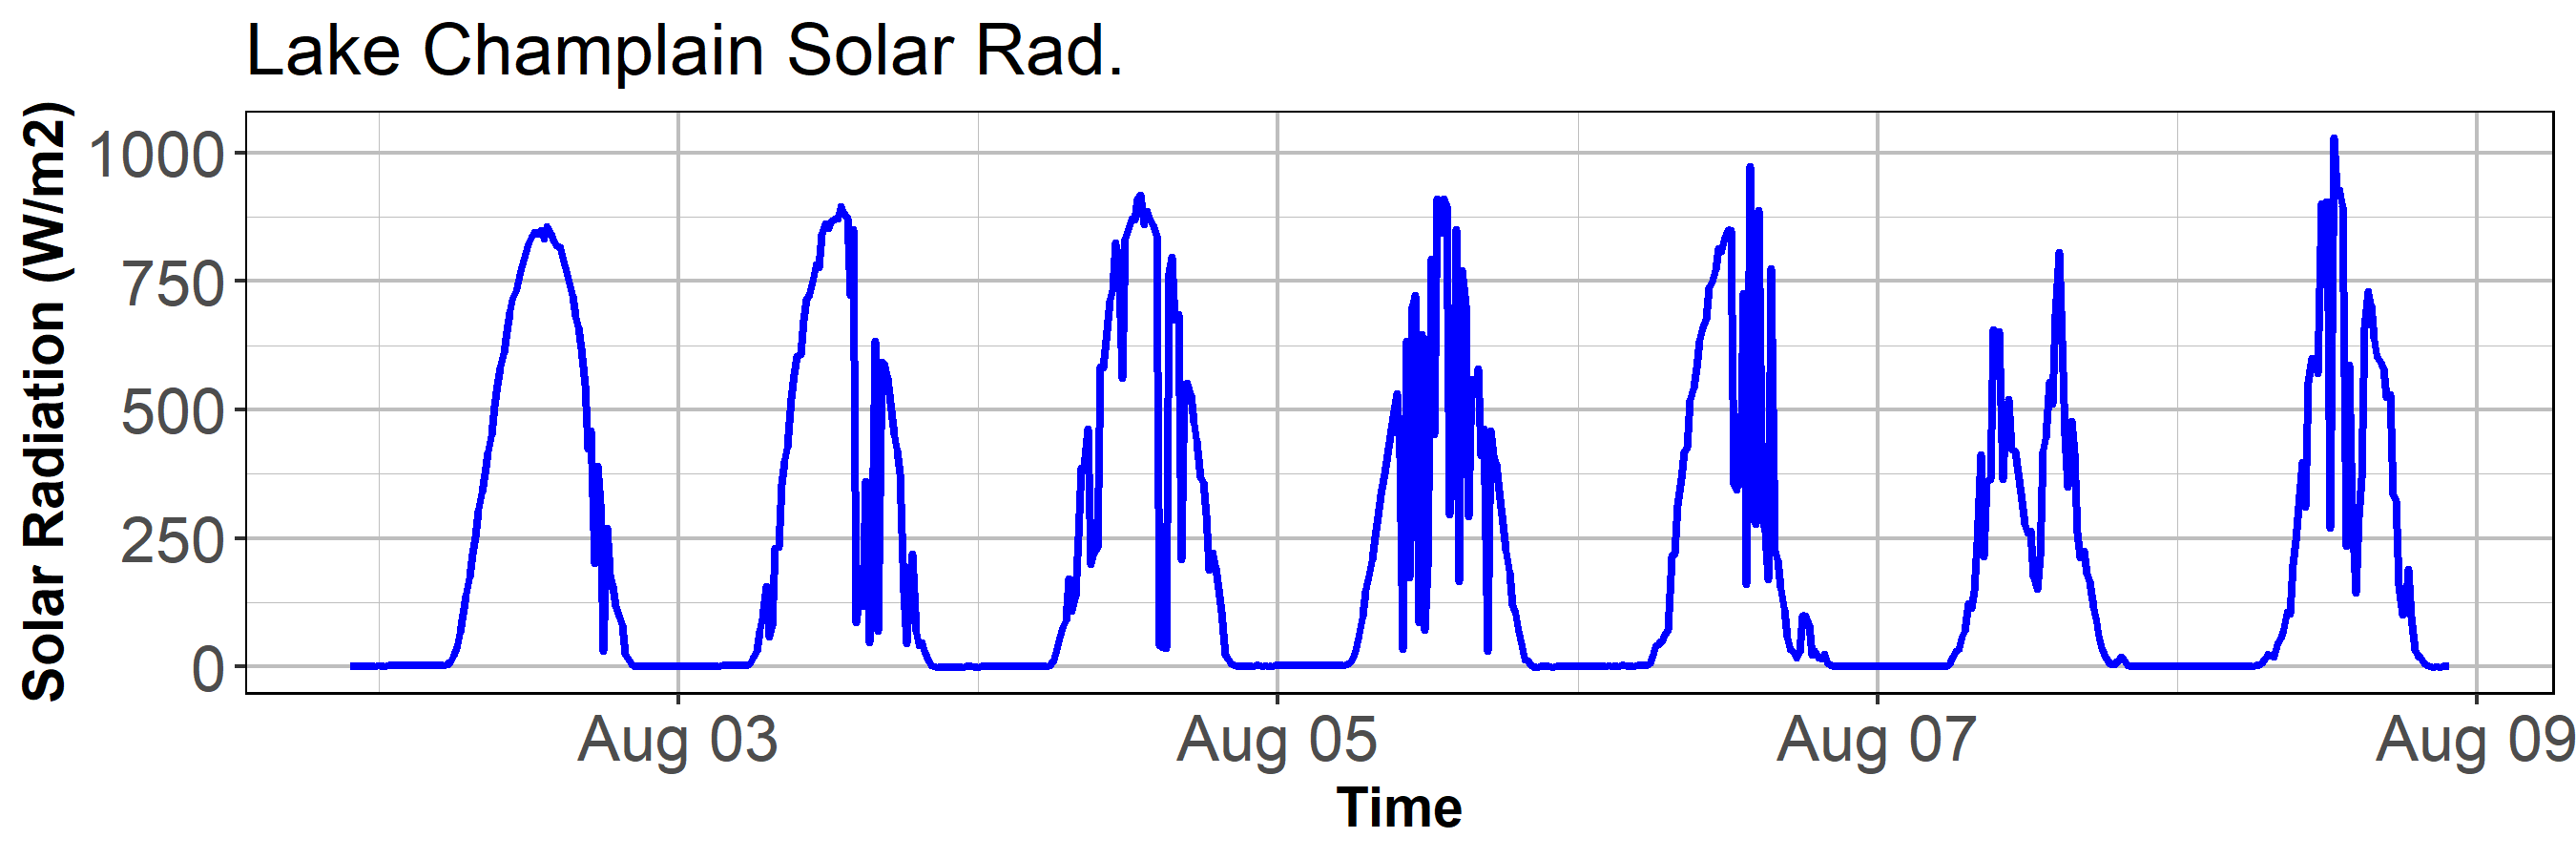 Lake Champlain Solar Rad.
Solar Radiation (W/m2)
1000
750
500
250
0
Aug 03 Aug 05 Aug 07 Aug 09
Time